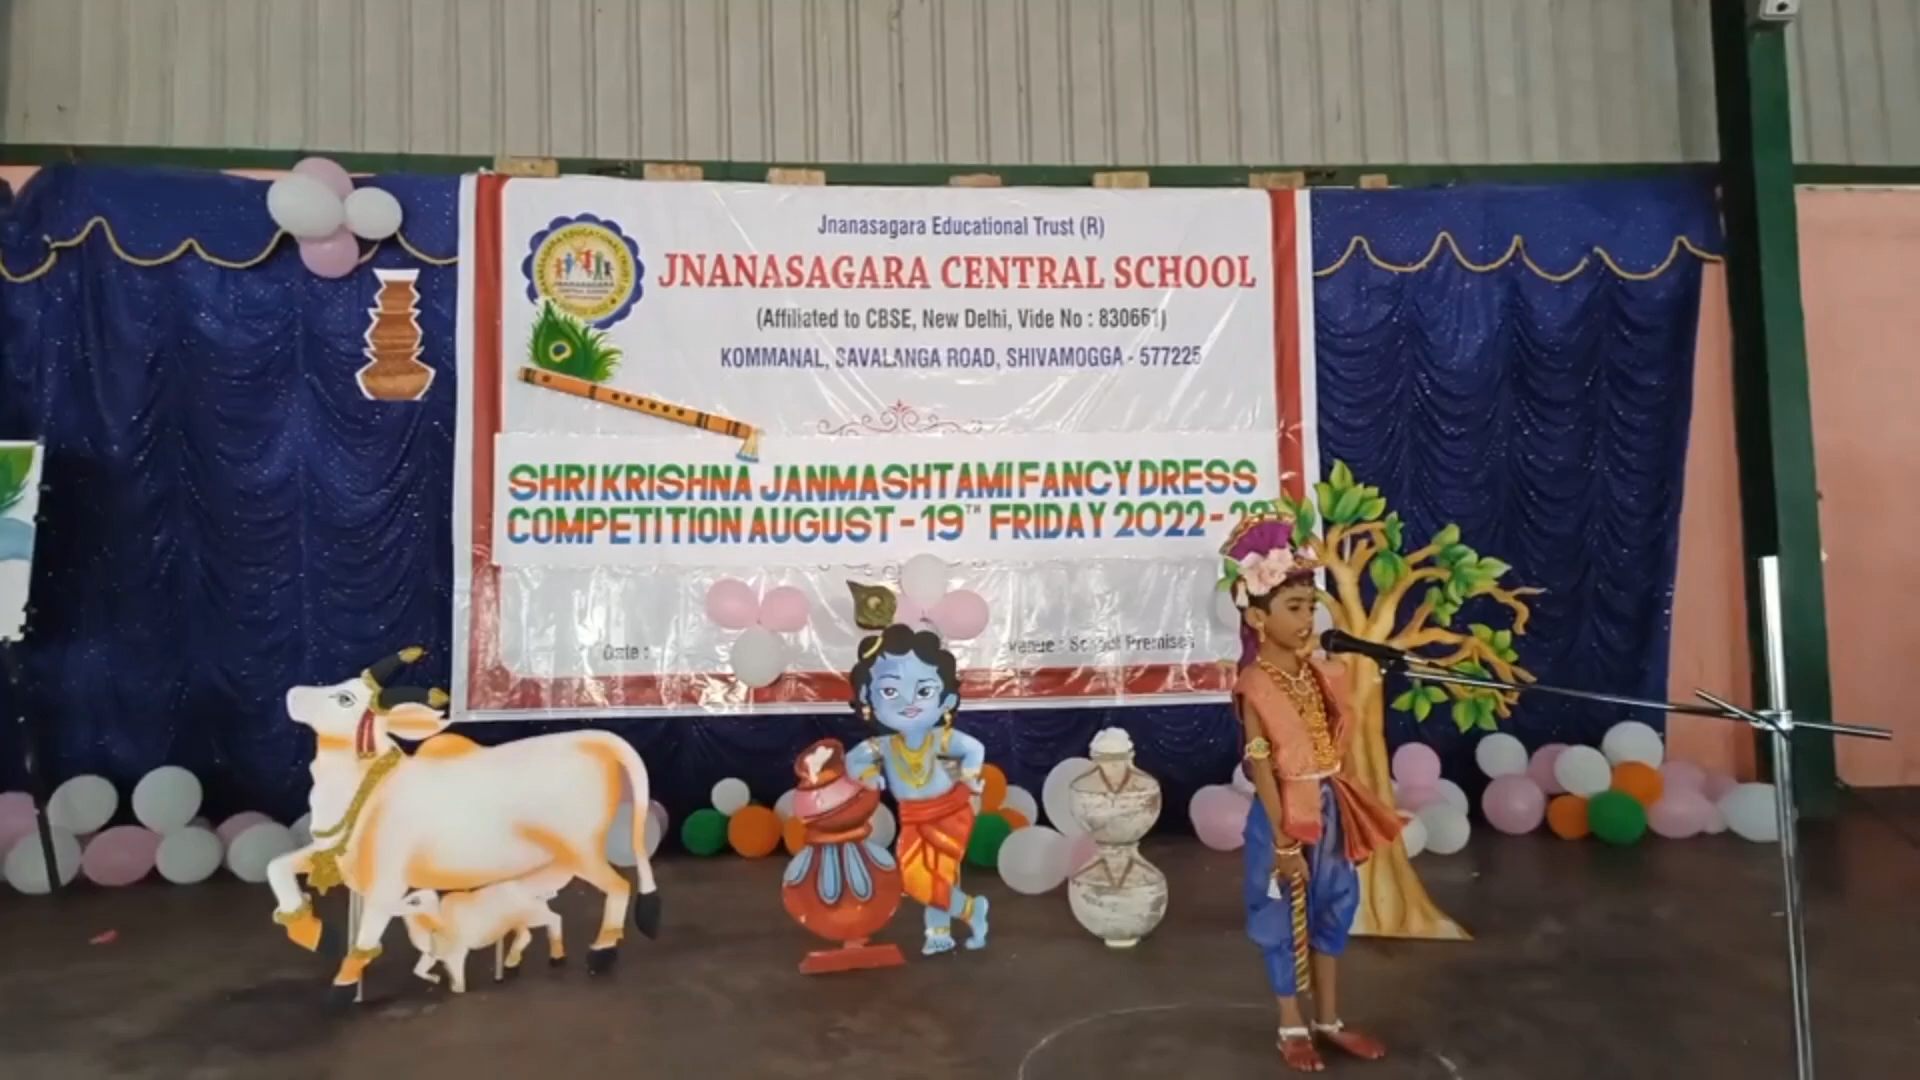 Jnanasagara Educational Trust (R)
JNANASAGARA CENTRAL SCHOOL
(Affiliated to CBSE, New Delhi, Vide No : 830661)
KOMMANAL, SAVALANGA ROAD, SHIVAMOGGA - 577225
SHRI KRISHNA JANMASHTAMI FANCY DRESS
COMPETITION AUGUST - 19TH FRIDAY 2022-23
Date :
Venue : School Premises